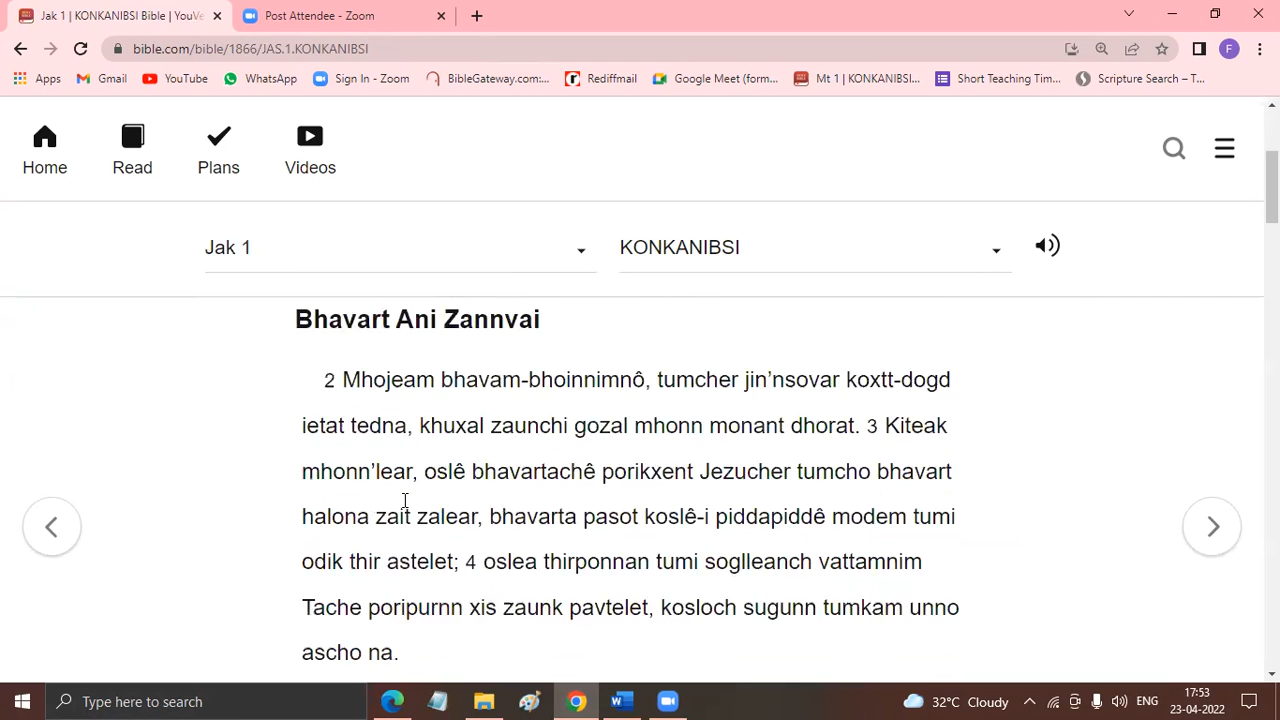 Jak 1 | KONKANIBSI Bible | YouVe
Post Attendee - Zoom
bible.com/bible/1866/JAS.1.KONKANIBSI
F
Apps Gmail YouTube WhatsApp Sign In - Zoom BibleGateway.com:... Rediffmail Google Meet (form... Mt 1 | KONKANIBSI... Short Teaching Tim... Scripture Search – T...
Home Read Plans Videos
Jak 1 KONKANIBSI
Bhavart Ani Zannvai
2 Mhojeam bhavam-bhoinnimnô, tumcher jin’nsovar koxtt-dogd
ietat tedna, khuxal zaunchi gozal mhonn monant dhorat. 3 Kiteak
mhonn’lear, oslê bhavartachê porikxent Jezucher tumcho bhavart
halona zait zalear, bhavarta pasot koslê-i piddapiddê modem tumi
odik thir astelet; 4 oslea thirponnan tumi soglleanch vattamnim
Tache poripurnn xis zaunk pavtelet, kosloch sugunn tumkam unno
ascho na.
Type here to search
32°C Cloudy
ENG
17:53
23-04-2022